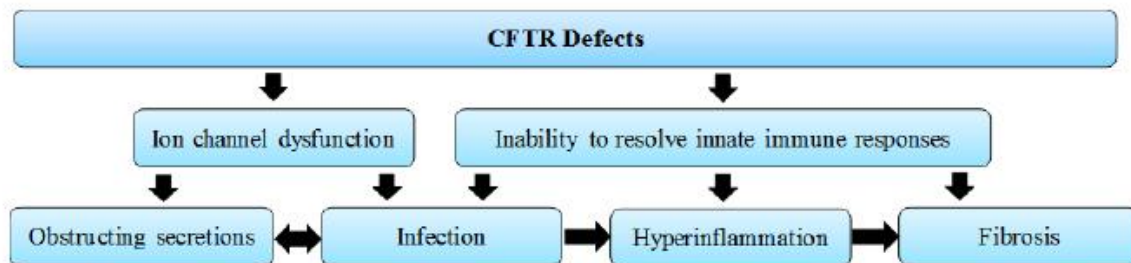 CFTR Defects
Ion channel dysfunction
Inability to resolve innate immune responses
Obstructing secretions
Infection
Hyperinflammation
Fibrosis